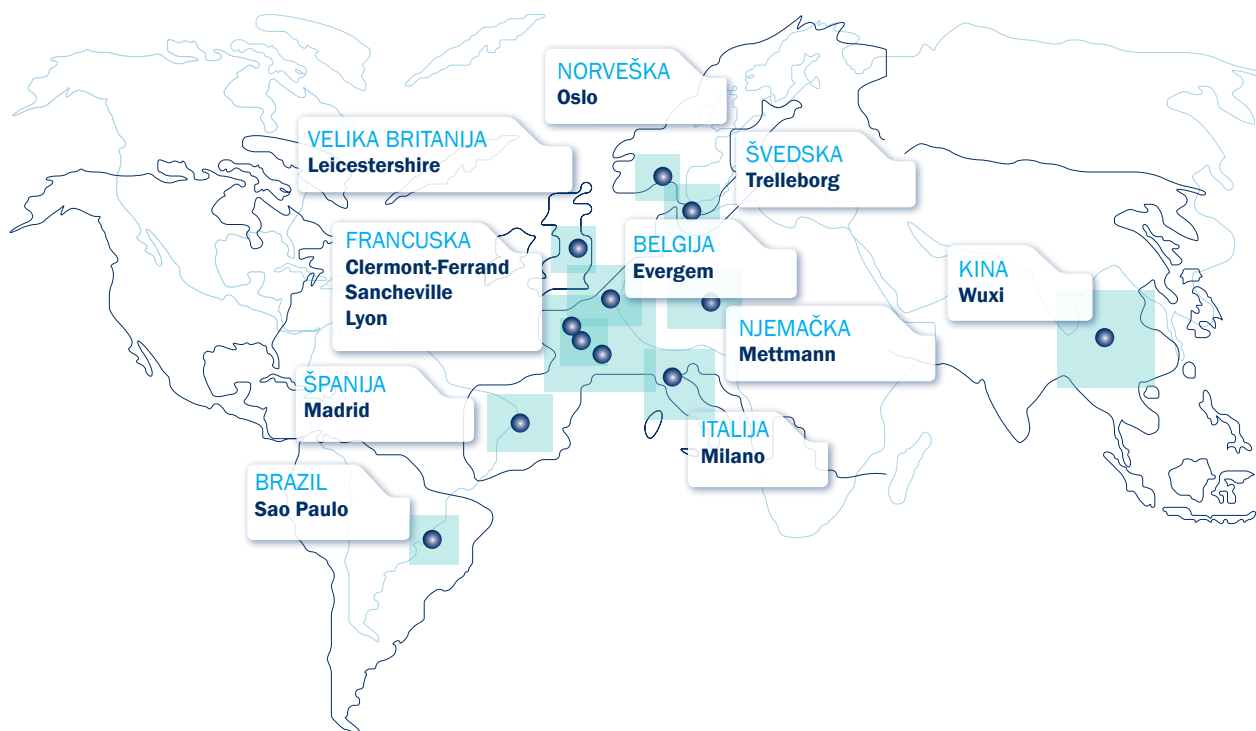 NORVEŠKA
Oslo
VELIKA BRITANIJA
Leicestershire
ŠVEDSKA
Trelleborg
FRANCUSKA
Clermont-Ferrand
Sancheville
Lyon
BELGIJA
Evergem
KINA
Wuxi
NJEMAČKA
Mettmann
ŠPANIJA
Madrid
ITALIJA
Milano
BRAZIL
Sao Paulo